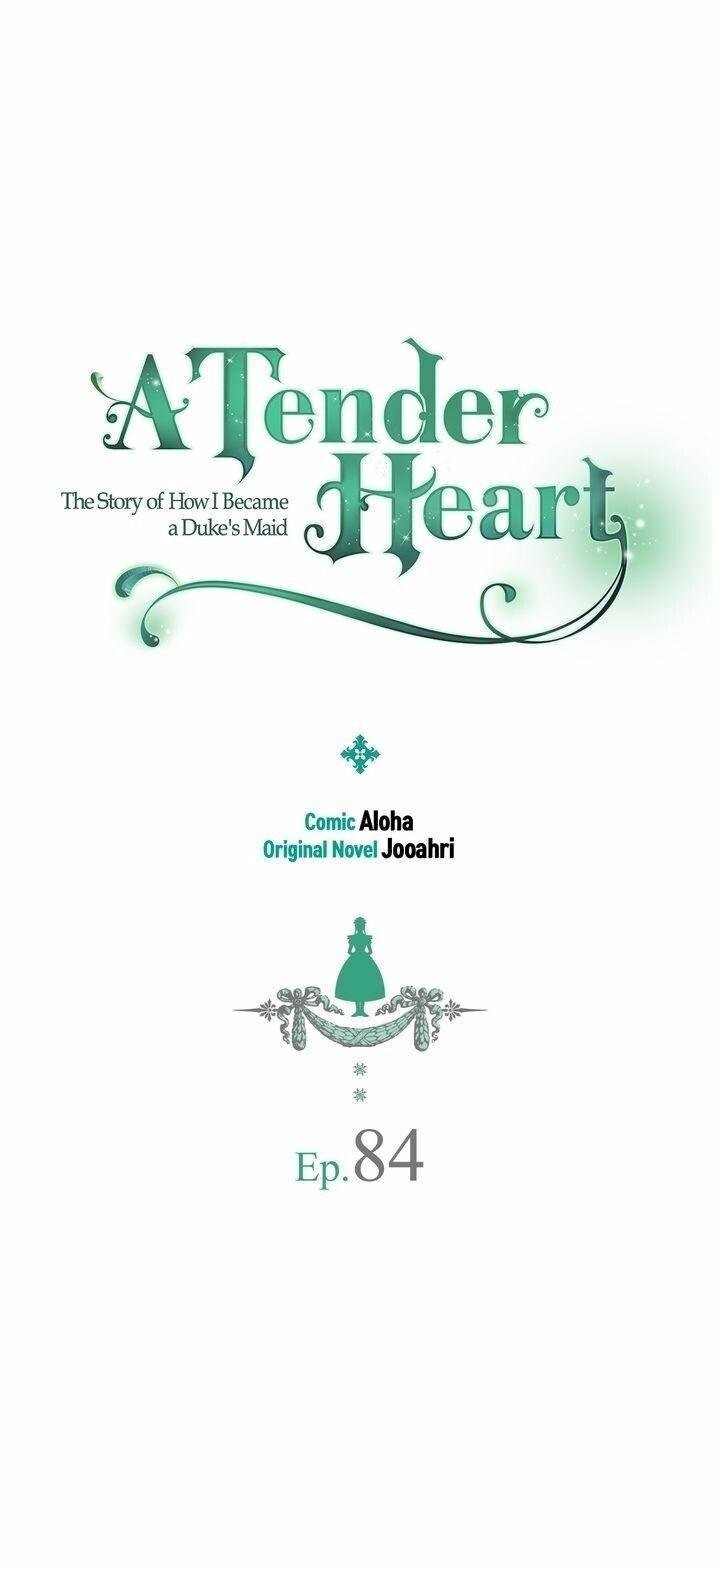 A Tender
Heart
The Story of How I Became
a Duke's Maid
Comic Aloha
Original Novel Jooahri
Ep.84